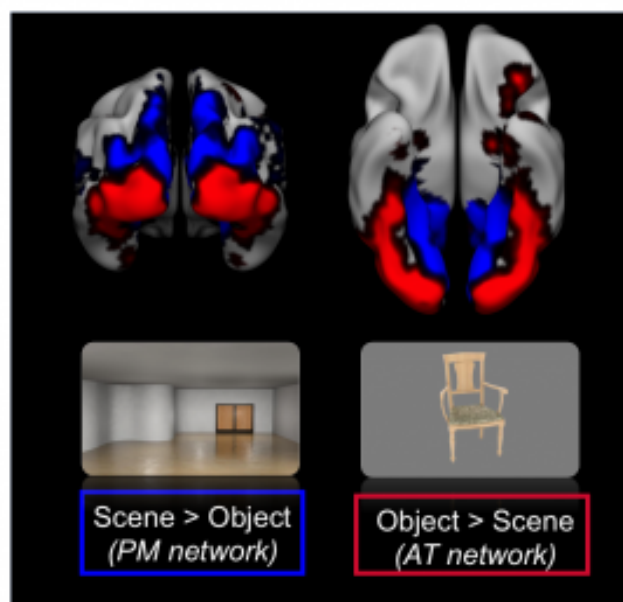 Scene > Object
(PM network)
Object > Scene
(AT network)